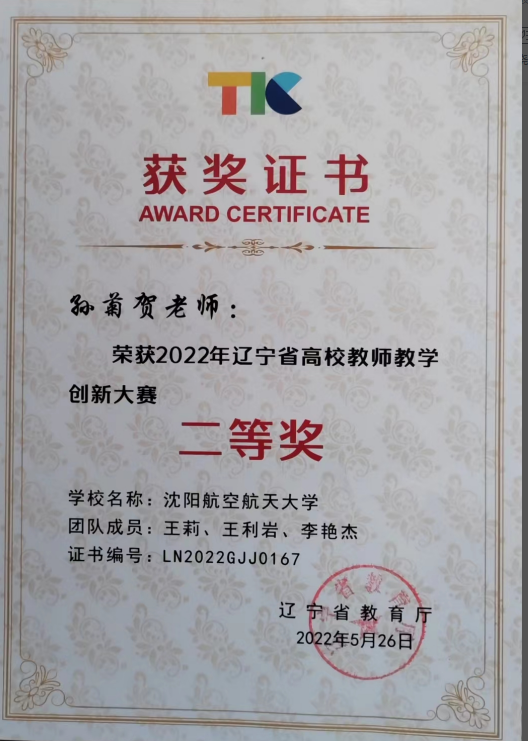 TIC
获奖证书
AWARD CERTIFICATE
孙菊贺老师：
荣获2022年辽宁省高校教师教学
创新大赛
二等奖
学校名称：沈阳航空航天大学
团队成员：王莉、王利岩、李艳杰
证书编号：LN2022GJJ0167
辽宁省教育厅
2022年5月26日